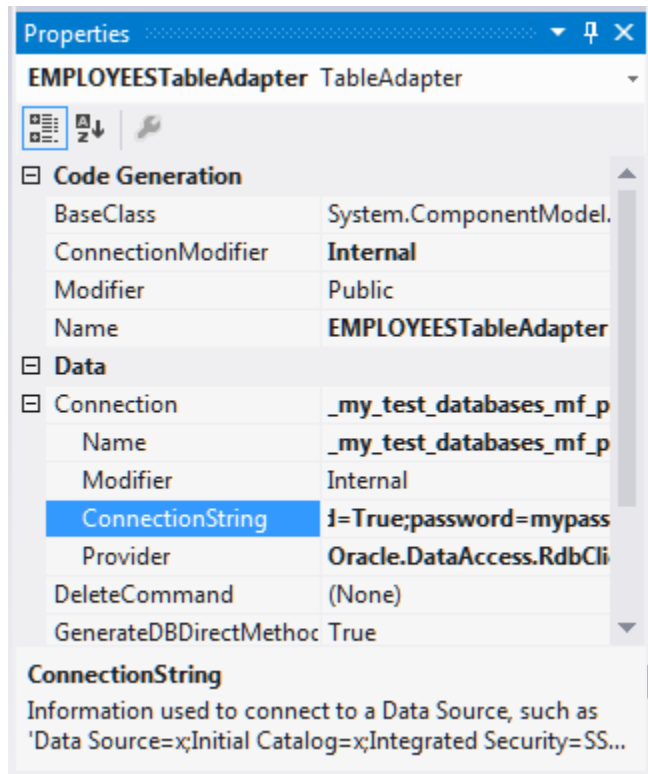 Properties
EMPLOYEESTableAdapter TableAdapter
Code Generation
BaseClass System.ComponentModel.
ConnectionModifier Internal
Modifier Public
Name EMPLOYEESTableAdapter
Data
Connection _my_test_databases_mf_p
Name _my_test_databases_mf_p
Modifier Internal
ConnectionString d=True;password=mypass
Provider Oracle.DataAccess.RdbCli
DeleteCommand (None)
GenerateDBDirectMethod True
ConnectionString
Information used to connect to a Data Source, such as
'Data Source=x;Initial Catalog=x;Integrated Security=SS...